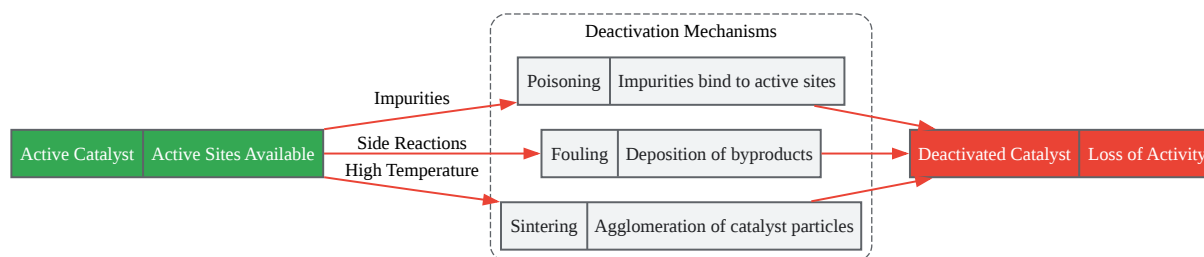 Deactivation Mechanisms
Poisoning
Impurities bind to active sites
Impurities
Active Catalyst
Active Sites Available
Side Reactions
Fouling
Deposition of byproducts
Deactivated Catalyst
Loss of Activity
High Temperature
Sintering
Agglomeration of catalyst particles